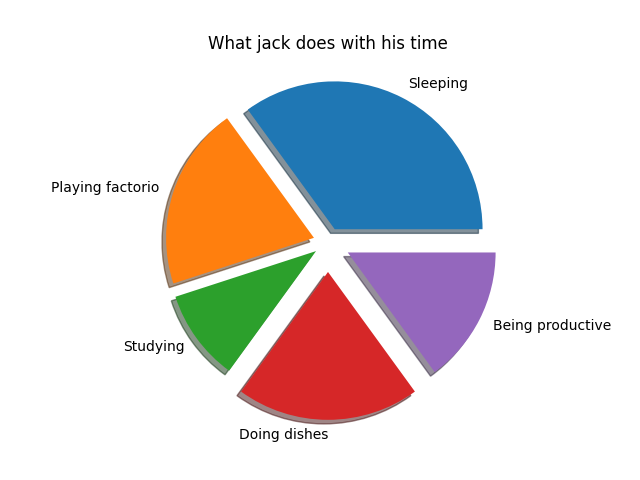 What jack does with his time
Sleeping
Playing factorio
Studying
Doing dishes
Being productive